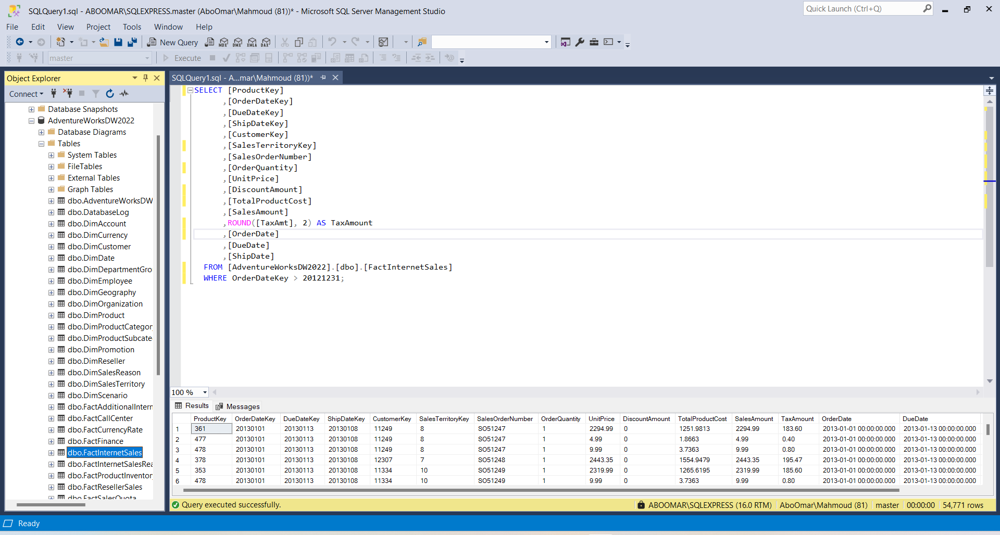 SQLQuery1.sql - ABOOMAR\SQLEXPRESS.master (AboOmar\Mahmoud (81))* - Microsoft SQL Server Management Studio
Quick Launch (Ctrl+Q)
File Edit View Project Tools Window Help
New Query MDX DMX XMLA DAX
master Execute
Object Explorer
Connect
Database Snapshots
AdventureWorksDW2022
Database Diagrams
Tables
System Tables
FileTables
External Tables
Graph Tables
dbo.AdventureWorksDW
dbo.DatabaseLog
dbo.DimAccount
dbo.DimCurrency
dbo.DimCustomer
dbo.DimDate
dbo.DimDepartmentGro
dbo.DimEmployee
dbo.DimGeography
dbo.DimOrganization
dbo.DimProduct
dbo.DimProductCategor
dbo.DimProductSubcate
dbo.DimPromotion
dbo.DimReseller
dbo.DimSalesReason
dbo.DimSalesTerritory
dbo.DimScenario
dbo.FactAdditionalIntern
dbo.FactCallCenter
dbo.FactCurrencyRate
dbo.FactFinance
dbo.FactInternetSales
dbo.FactInternetSalesRea
dbo.FactProductInventor
dbo.FactResellerSales
dbo.FactSalesQuota
SQLQuery1.sql - A...mar\Mahmoud (81))*
SELECT [ProductKey]
,[OrderDateKey]
,[DueDateKey]
,[ShipDateKey]
,[CustomerKey]
,[SalesTerritoryKey]
,[SalesOrderNumber]
,[OrderQuantity]
,[UnitPrice]
,[DiscountAmount]
,[TotalProductCost]
,[SalesAmount]
,ROUND([TaxAmt], 2) AS TaxAmount
,[OrderDate]
,[DueDate]
,[ShipDate]
FROM [AdventureWorksDW2022].[dbo].[FactInternetSales]
WHERE OrderDateKey > 20121231;
100 %
Results Messages
ProductKey OrderDateKey DueDateKey ShipDateKey CustomerKey SalesTerritoryKey SalesOrderNumber OrderQuantity UnitPrice DiscountAmount TotalProductCost SalesAmount TaxAmount OrderDate DueDate
1 361 20130101 20130113 20130108 11249 8 SO51247 1 2294.99 0 1251.9813 2294.99 183.60 2013-01-01 00:00:00.000 2013-01-13 00:00:00.000
2 477 20130101 20130113 20130108 11249 8 SO51247 1 4.99 0 1.8663 4.99 0.40 2013-01-01 00:00:00.000 2013-01-13 00:00:00.000
3 478 20130101 20130113 20130108 11249 8 SO51247 1 9.99 0 3.7363 9.99 0.80 2013-01-01 00:00:00.000 2013-01-13 00:00:00.000
4 378 20130101 20130113 20130108 12307 7 SO51248 1 2443.35 0 1554.9479 2443.35 195.47 2013-01-01 00:00:00.000 2013-01-13 00:00:00.000
5 353 20130101 20130113 20130108 11334 10 SO51249 1 2319.99 0 1265.6195 2319.99 185.60 2013-01-01 00:00:00.000 2013-01-13 00:00:00.000
6 478 20130101 20130113 20130108 11334 10 SO51249 1 9.99 0 3.7363 9.99 0.80 2013-01-01 00:00:00.000 2013-01-13 00:00:00.000
Query executed successfully. ABOOMAR\SQLEXPRESS (16.0 RTM) AboOmar\Mahmoud (81) master 00:00:00 54,771 rows
Ready